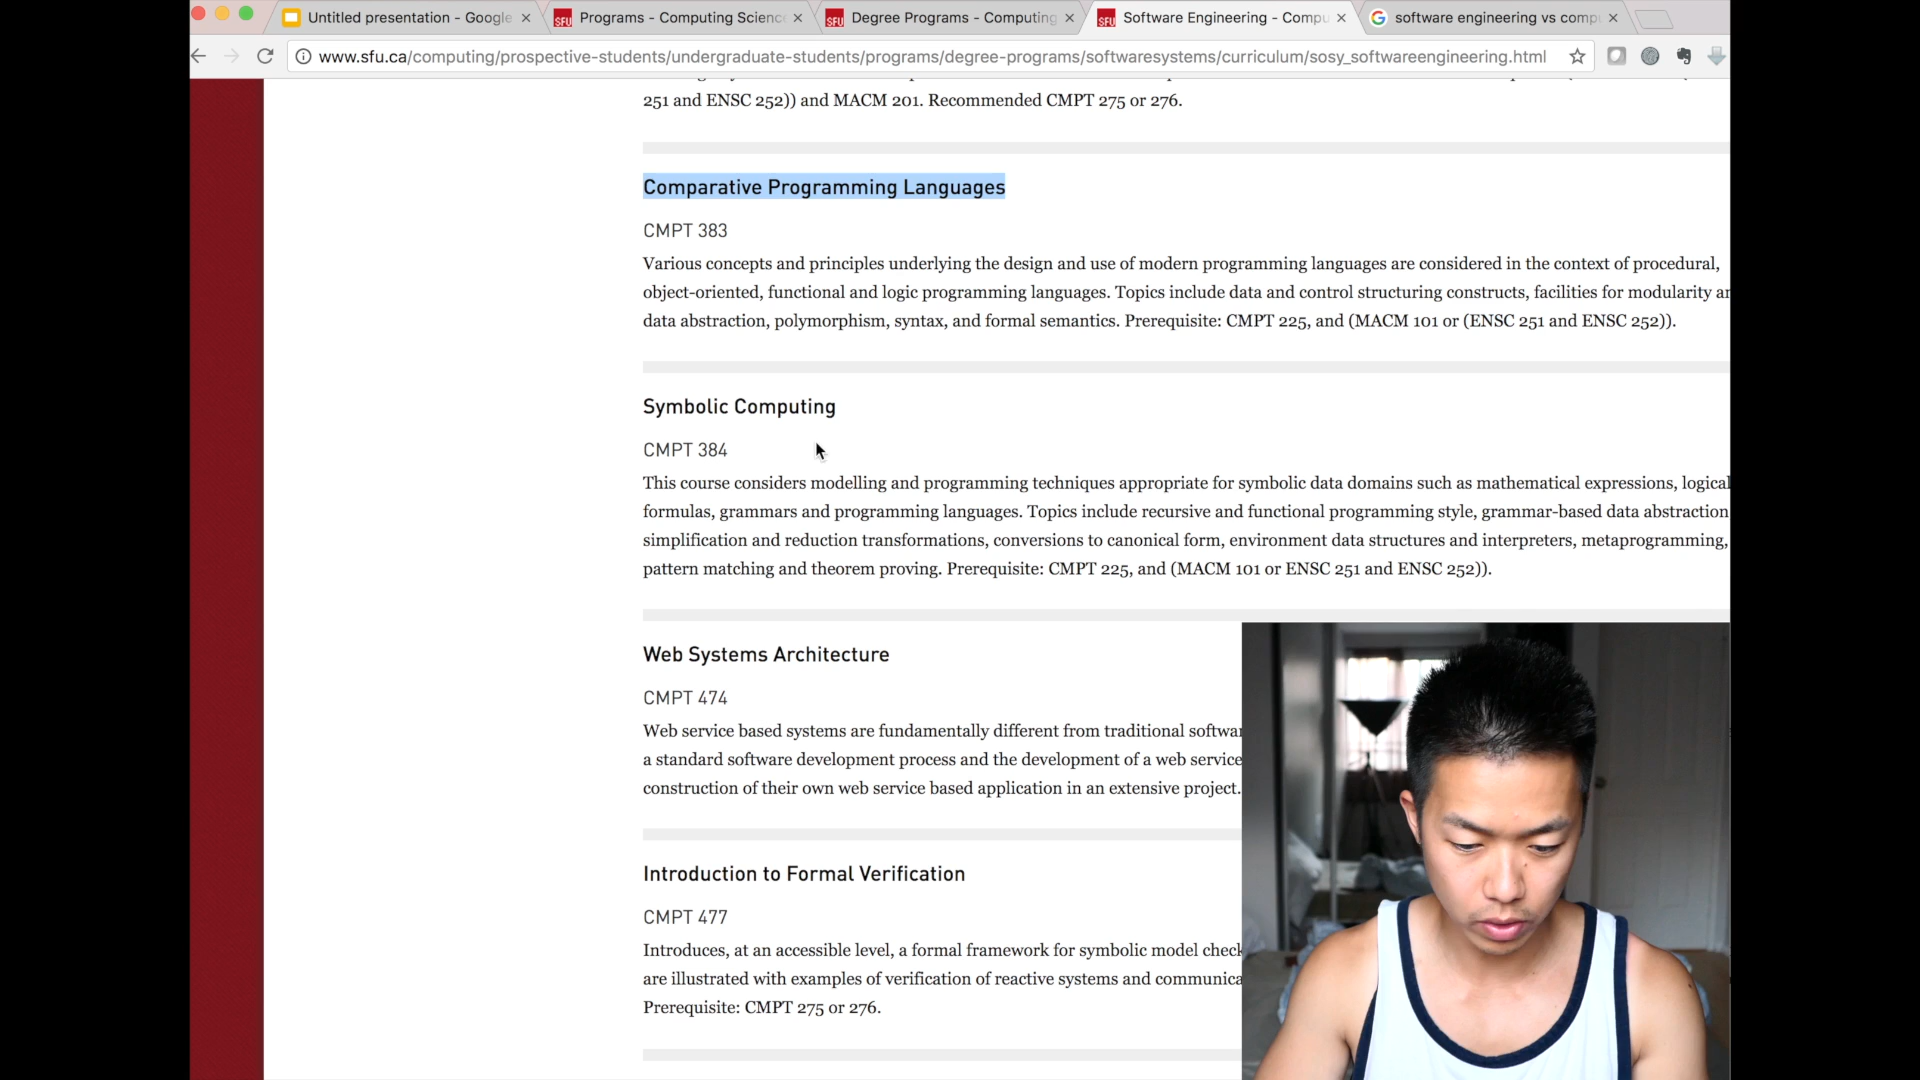 Untitled presentation - Google
Programs - Computing Science
Degree Programs - Computing
Software Engineering - Compu
software engineering vs comp
www.sfu.ca/computing/prospective-students/undergraduate-students/programs/degree-programs/softwaresystems/curriculum/sosy_softwareengineering.html
251 and ENSC 252)) and MACM 201. Recommended CMPT 275 or 276.
Comparative Programming Languages
CMPT 383
Various concepts and principles underlying the design and use of modern programming languages are considered in the context of procedural,
object-oriented, functional and logic programming languages. Topics include data and control structuring constructs, facilities for modularity
data abstraction, polymorphism, syntax, and formal semantics. Prerequisite: CMPT 225, and (MACM 101 or (ENSC 251 and ENSC 252)).
Symbolic Computing
CMPT 384
This course considers modelling and programming techniques appropriate for symbolic data domains such as mathematical expressions, logical
formulas, grammars and programming languages. Topics include recursive and functional programming style, grammar-based data abstraction
simplification and reduction transformations, conversions to canonical form, environment data structures and interpreters, metaprogramming,
pattern matching and theorem proving. Prerequisite: CMPT 225, and (MACM 101 or ENSC 251 and ENSC 252)).
Web Systems Architecture
CMPT 474
Web service based systems are fundamentally different from traditional softwar
a standard software development process and the development of a web service
construction of their own web service based application in an extensive project.
Introduction to Formal Verification
CMPT 477
Introduces, at an accessible level, a formal framework for symbolic model check
are illustrated with examples of verification of reactive systems and communica
Prerequisite: CMPT 275 or 276.